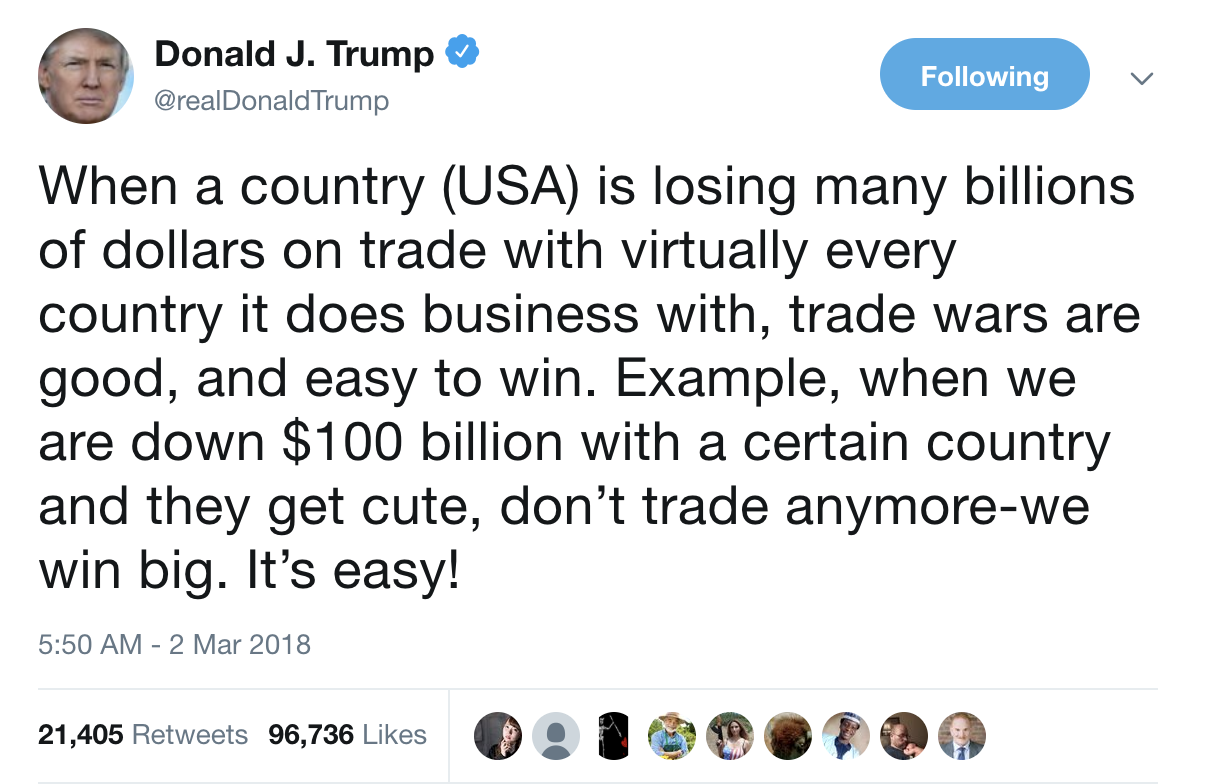 Donald J. Trump
@realDonaldTrump
Following
When a country (USA) is losing many billions
of dollars on trade with virtually every
country it does business with, trade wars are
good, and easy to win. Example, when we
are down $100 billion with a certain country
and they get cute, don’t trade anymore-we
win big. It’s easy!
5:50 AM - 2 Mar 2018
21,405 Retweets 96,736 Likes